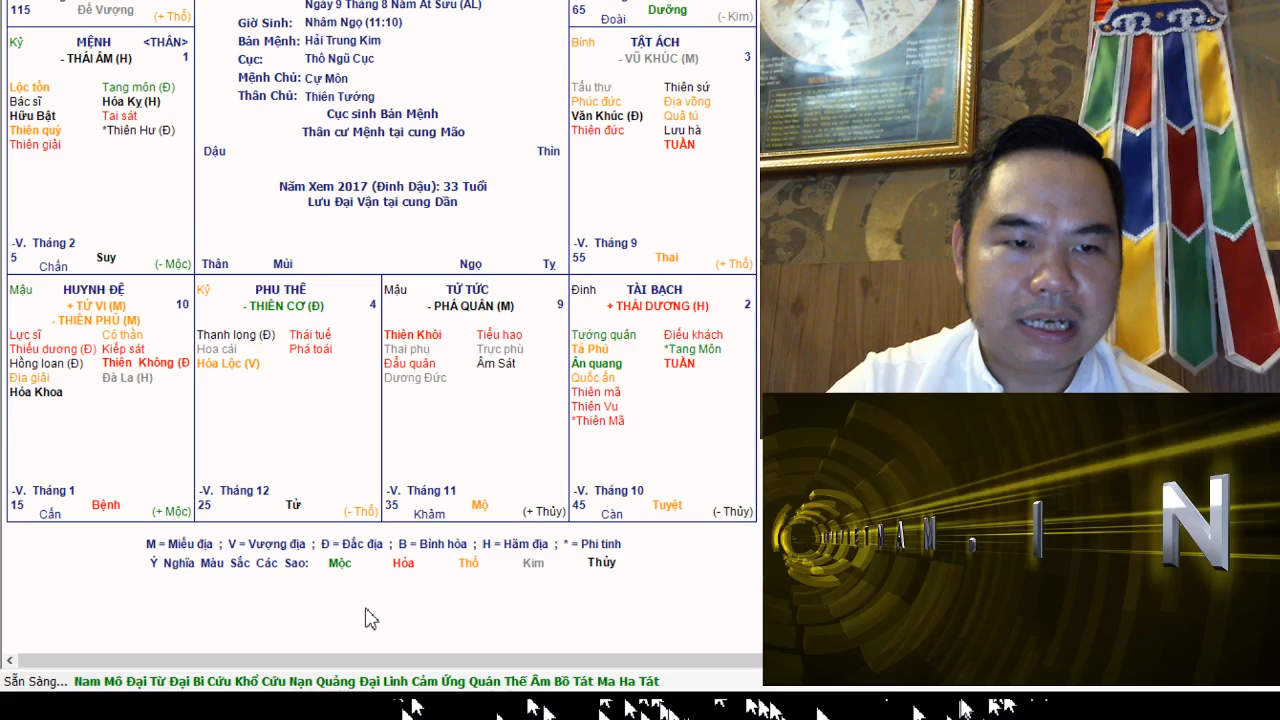 115 Đế Vượng (+ Thổ)
Ngày 9 Tháng 8 Năm Ất Sửu (AL)
65 Đoài Dưỡng (- Kim)
Giờ Sinh: Nhâm Ngọ (11:10)
Bản Mệnh: Hải Trung Kim
Cục: Thổ Ngũ Cục
Mệnh Chủ: Cự Môn
Thân Chủ: Thiên Tướng
Cục sinh Bản Mệnh
Thân cư Mệnh tại cung Mão
Dậu Thìn
Năm Xem 2017 (Đinh Dậu): 33 Tuổi
Lưu Đại Vận tại cung Dần
Thân Mùi Ngọ Tỵ
Kỷ MỆNH <THÂN>
- THÁI ÂM (H) 1
Lộc tồn Tang môn (Đ)
Bác sĩ Hóa Kỵ (H)
Hữu Bật Tai sát
Thiên quý *Thiên Hư (Đ)
Thiên giải
-V. Tháng 2
5 Chấn Suy (- Mộc)
Bính TẬT ÁCH
- VŨ KHÚC (M) 3
Tấu thư Thiên sứ
Phúc đức Địa võng
Văn Khúc (Đ) Quả tú
Thiên đức Lưu hà
TUẦN
-V. Tháng 9
55 Thai (+ Thổ)
Mậu HUYNH ĐỆ
+ TỬ VI (M) 10
- THIÊN PHỦ (M)
Lực sĩ Cô thần
Thiếu dương (Đ) Kiếp sát
Hồng loan (Đ) Thiên Không (Đ
Địa giải Đà La (H)
Hóa Khoa
-V. Tháng 1
15 Cấn Bệnh (+ Mộc)
Kỷ PHU THÊ
- THIÊN CƠ (Đ) 4
Thanh long (Đ) Thái tuế
Hoa cái Phá toái
Hóa Lộc (V)
-V. Tháng 12
25 Tử (- Thổ)
Mậu TỬ TỨC
- PHÁ QUÂN (M) 9
Thiên Khôi Tiểu hao
Thai phụ Trực phù
Đẩu quân Âm Sát
Dương Đức
-V. Tháng 11
35 Khảm Mộ (+ Thủy)
Đinh TÀI BẠCH
+ THÁI DƯƠNG (H) 2
Tướng quân Điếu khách
Tả Phù *Tang Môn
Ân quang TUẦN
Quốc ấn
Thiên mã
Thiên Vu
*Thiên Mã
-V. Tháng 10
45 Càn Tuyệt (- Thủy)
M = Miếu địa ; V = Vượng địa ; Đ = Đắc địa ; B = Bình hòa ; H = Hãm địa ; * = Phi tinh
Ý Nghĩa Màu Sắc Các Sao: Mộc Hỏa Thổ Kim Thủy
Sẵn Sàng... Nam Mô Đại Từ Đại Bi Cứu Khổ Cứu Nạn Quảng Đại Linh Cảm Ứng Quán Thế Âm Bồ Tát Ma Ha Tát
NAM.IN